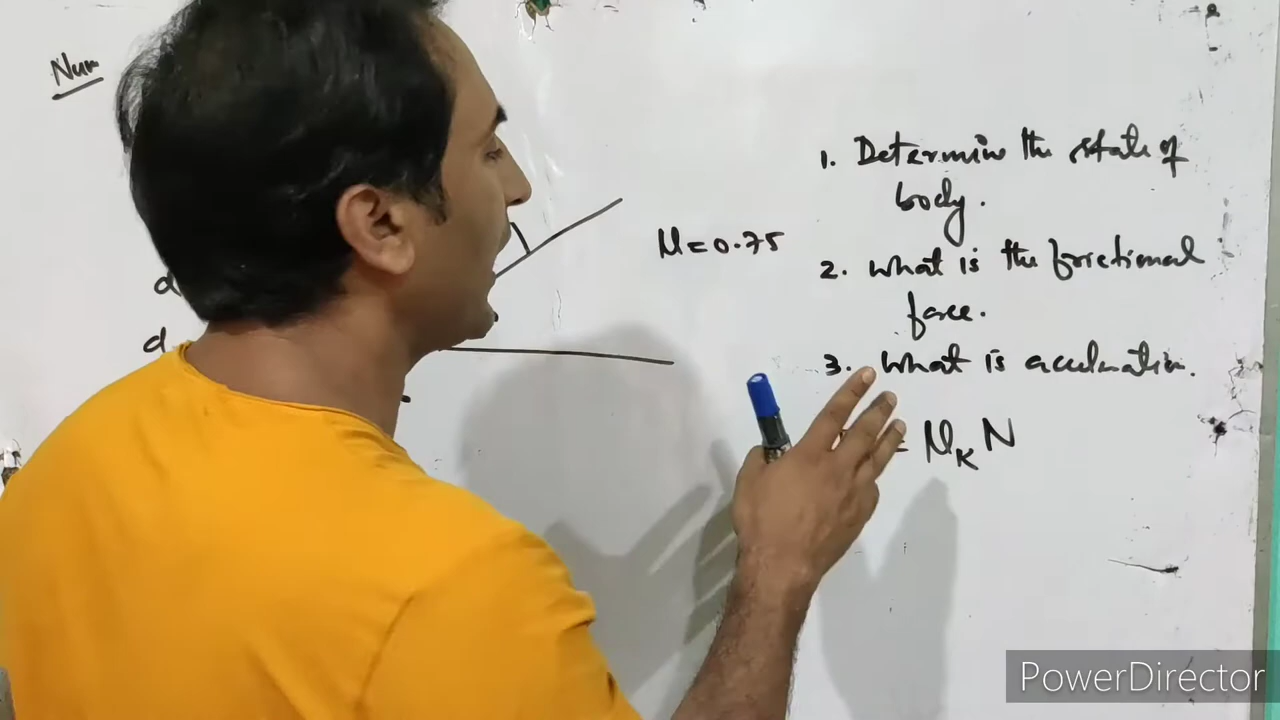 Num
1. Determine the state of
body.
μ = 0.75
2. What is the frictional
force.
3. What is acceleration.
d
d
= μK N
PowerDirector